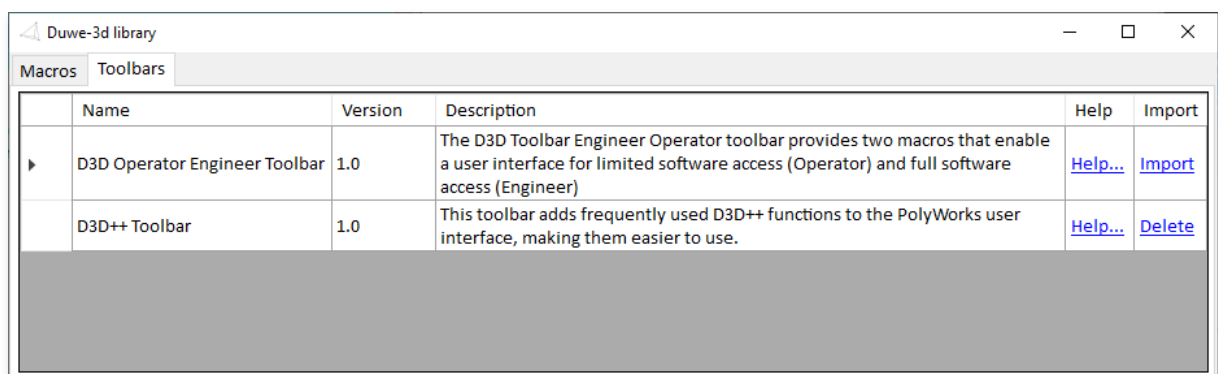 Duwe-3d library
Macros Toolbars
Name Version Description Help Import
D3D Operator Engineer Toolbar 1.0 The D3D Toolbar Engineer Operator toolbar provides two macros that enable
a user interface for limited software access (Operator) and full software
access (Engineer) Help... Import
D3D++ Toolbar 1.0 This toolbar adds frequently used D3D++ functions to the PolyWorks user
interface, making them easier to use. Help... Delete